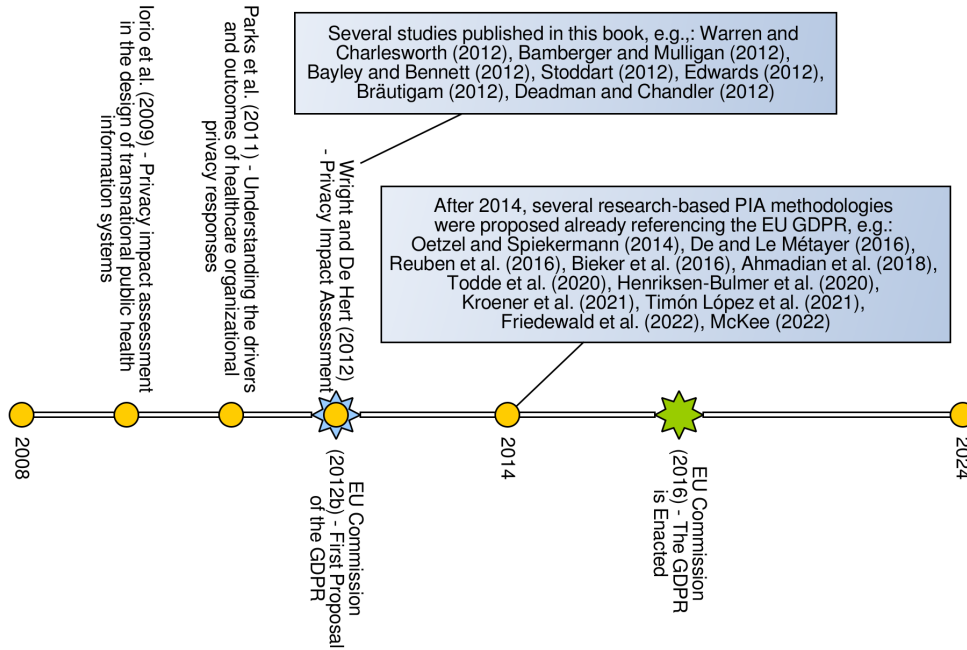 Iorio et al. (2009) - Privacy impact assessment
in the design of transnational public health
information systems
Parks et al. (2011) - Understanding the drivers
and outcomes of healthcare organizational
privacy responses
Several studies published in this book, e.g.,: Warren and
Charlesworth (2012), Bamberger and Mulligan (2012),
Bayley and Bennett (2012), Stoddart (2012), Edwards (2012),
Bräutigam (2012), Deadman and Chandler (2012)
Wright and De Hert (2012)
- Privacy Impact Assessment
After 2014, several research-based PIA methodologies
were proposed already referencing the EU GDPR, e.g.:
Oetzel and Spiekermann (2014), De and Le Métayer (2016),
Reuben et al. (2016), Bieker et al. (2016), Ahmadian et al. (2018),
Todde et al. (2020), Henriksen-Bulmer et al. (2020),
Kroener et al. (2021), Timón López et al. (2021),
Friedewald et al. (2022), McKee (2022)
2008
EU Commission
(2012b) - First Proposal
of the GDPR
2014
EU Commission
(2016) - The GDPR
is Enacted
2024